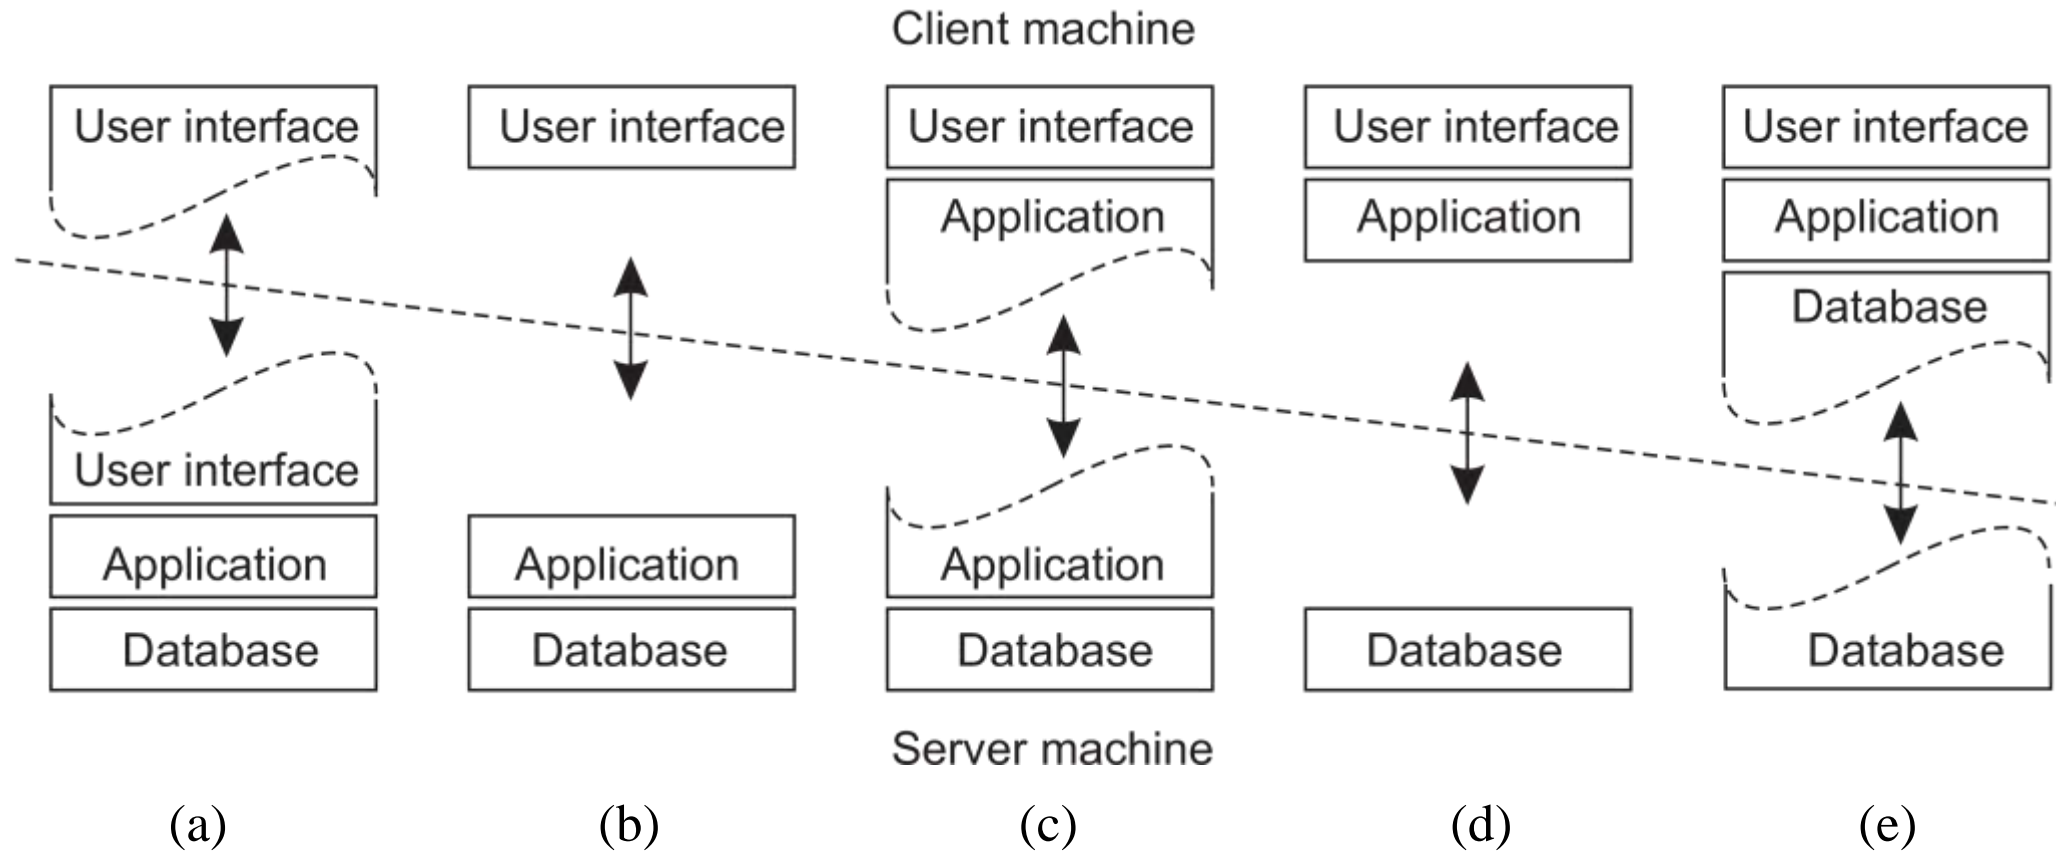 Client machine
User interface User interface User interface User interface User interface
Application Application Application
Database
User interface
Application Application Application
Database Database Database Database Database
Server machine
(a) (b) (c) (d) (e)